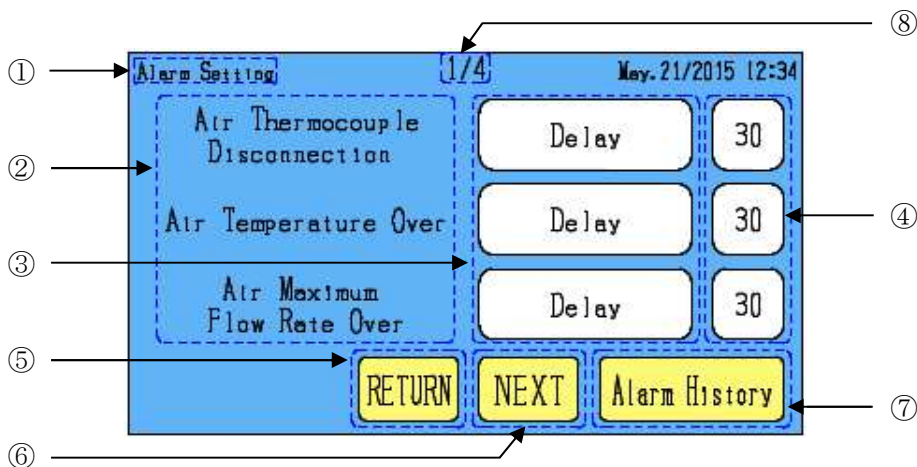 ⑧
① Alarm Setting 1/4 May.21/2015 12:34
Air Thermocouple
Disconnection
Delay 30
②
Air Temperature Over Delay 30 ④
③
Air Maximum
Flow Rate Over
Delay 30
⑤
RETURN NEXT Alarm History
⑦
⑥